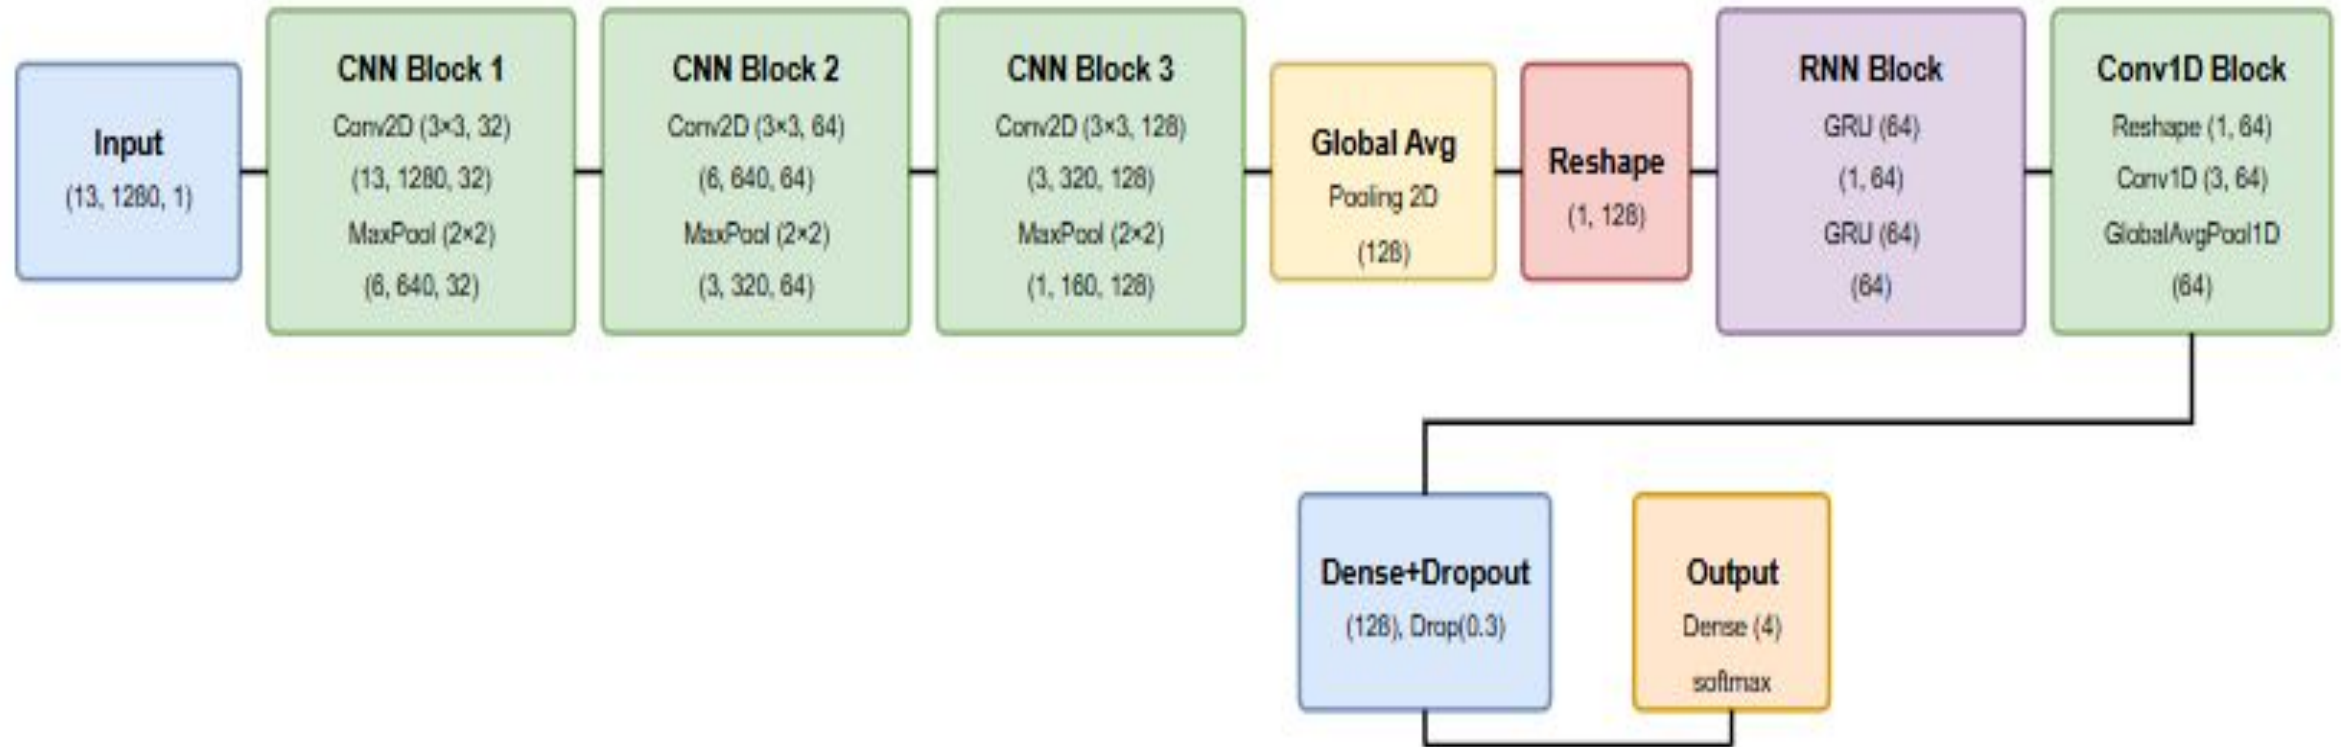 Input
(13, 1280, 1)
CNN Block 1
Conv2D (3×3, 32)
(13, 1280, 32)
MaxPool (2×2)
(6, 640, 32)
CNN Block 2
Conv2D (3×3, 64)
(6, 640, 64)
MaxPool (2×2)
(3, 320, 64)
CNN Block 3
Conv2D (3×3, 128)
(3, 320, 128)
MaxPool (2×2)
(1, 160, 128)
Global Avg
Pooling 2D
(128)
Reshape
(1, 128)
RNN Block
GRU (64)
(1, 64)
GRU (64)
(64)
Conv1D Block
Reshape (1, 64)
Conv1D (3, 64)
GlobalAvgPool1D
(64)
Dense+Dropout
(128), Drop(0.3)
Output
Dense (4)
softmax